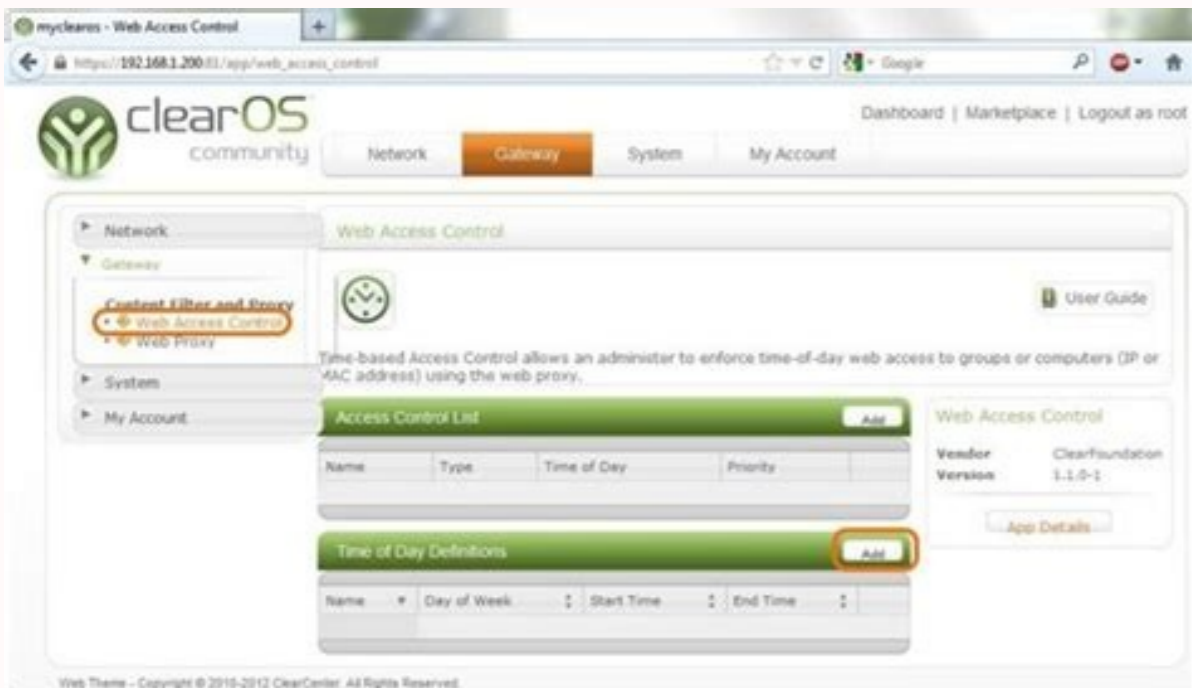 myclearos - Web Access Control
https://192.168.1.200:81/app/web_access_control
Google
clearOS
community
Dashboard | Marketplace | Logout as root
Network
Gateway
System
My Account
Network
Gateway
Content Filter and Proxy
Web Access Control
Web Proxy
System
My Account
Web Access Control
User Guide
Time-based Access Control allows an administer to enforce time-of-day web access to groups or computers (IP or
MAC address) using the web proxy.
Access Control List
Add
Name Type Time of Day Priority
Time of Day Definitions
Add
Name Day of Week Start Time End Time
Web Access Control
Vendor ClearFoundation
Version 1.1.0-1
App Details
Web Theme - Copyright © 2010-2012 ClearCenter. All Rights Reserved.